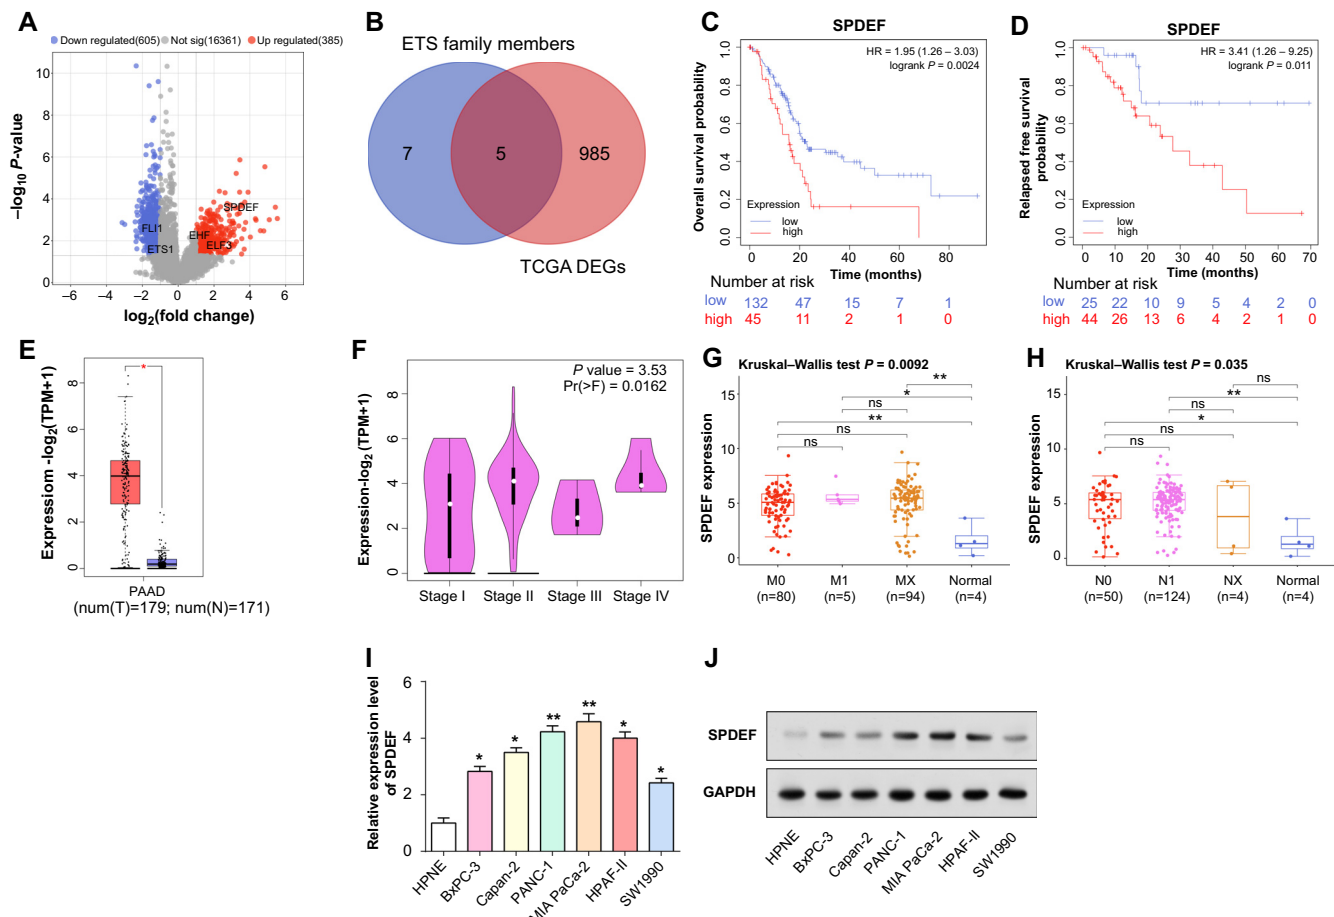 A
Down regulated(605) Not sig(16361) Up regulated(385)
−log10 P-value
10
8
6
4
2
0
SPDEF
FLI1
EHF
ETS1
ELF3
−6 −4 −2 0 2 4 6
log2(fold change)
B
ETS family members
7 5 985
TCGA DEGs
C
SPDEF
HR = 1.95 (1.26 – 3.03)
logrank P = 0.0024
Overall survival probability
1.0
0.8
0.6
0.4
0.2
0.0
Expression
low
high
0 20 40 60 80
Time (months)
Number at risk
low 132 47 15 7 1
high 45 11 2 1 0
D
SPDEF
HR = 3.41 (1.26 – 9.25)
logrank P = 0.011
Relapsed free survival
probability
1.0
0.8
0.6
0.4
0.2
0.0
Expression
low
high
0 10 20 30 40 50 60 70
Time (months)
Number at risk
low 25 22 10 9 5 4 2 0
high 44 26 13 6 4 2 1 0
E
Expressiom -log2(TPM+1)
8
6
4
2
0
*
PAAD
(num(T)=179; num(N)=171)
F
P value = 3.53
Pr(>F) = 0.0162
Expression-log2 (TPM+1)
8
6
4
2
0
Stage I Stage II Stage III Stage IV
G
Kruskal–Wallis test P = 0.0092
**
*
ns
**
ns
ns
SPDEF expression
15
10
5
0
M0 M1 MX Normal
(n=80) (n=5) (n=94) (n=4)
H
Kruskal–Wallis test P = 0.035
ns
**
ns
*
ns
ns
SPDEF expression
15
10
5
0
N0 N1 NX Normal
(n=50) (n=124) (n=4) (n=4)
I
Relative expression level
of SPDEF
6
4
2
0
* * ** ** * *
HPNE BxPC-3 Capan-2 PANC-1 MIA PaCa-2 HPAF-II SW1990
J
SPDEF
GAPDH
HPNE BxPC-3 Capan-2 PANC-1 MIA PaCa-2 HPAF-II SW1990